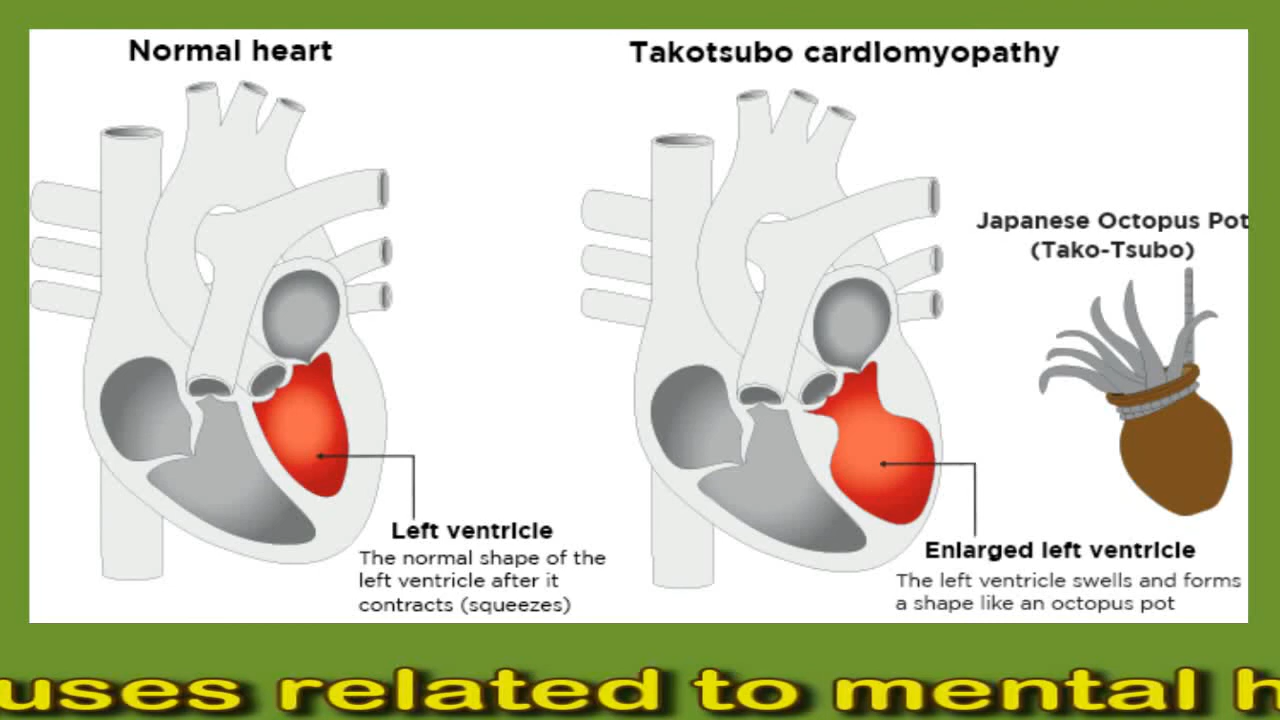 Normal heart
Takotsubo cardlomyopathy
Japanese Octopus Pot
(Tako-Tsubo)
Left ventricle
The normal shape of the
left ventricle after it
contracts (squeezes)
Enlarged left ventricle
The left ventricle swells and forms
a shape like an octopus pot
uses related to mental h